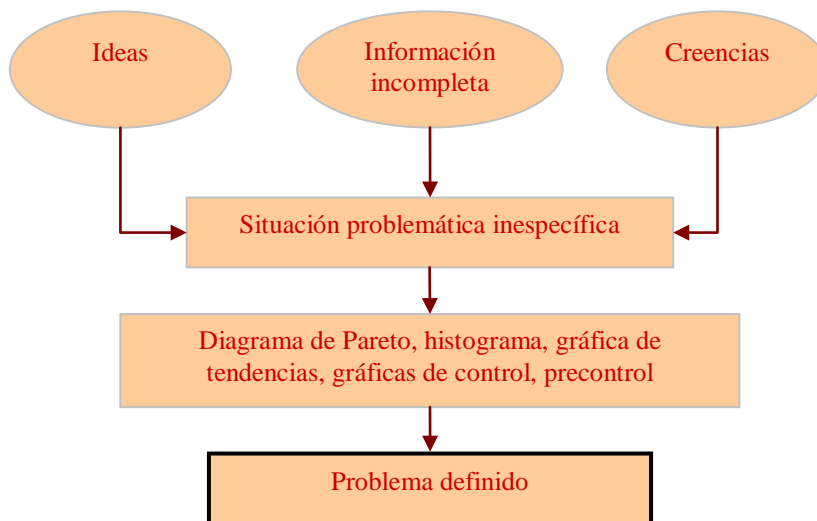 Ideas
Información
incompleta
Creencias
Situación problemática inespecífica
Diagrama de Pareto, histograma, gráfica de
tendencias, gráficas de control, precontrol
Problema definido